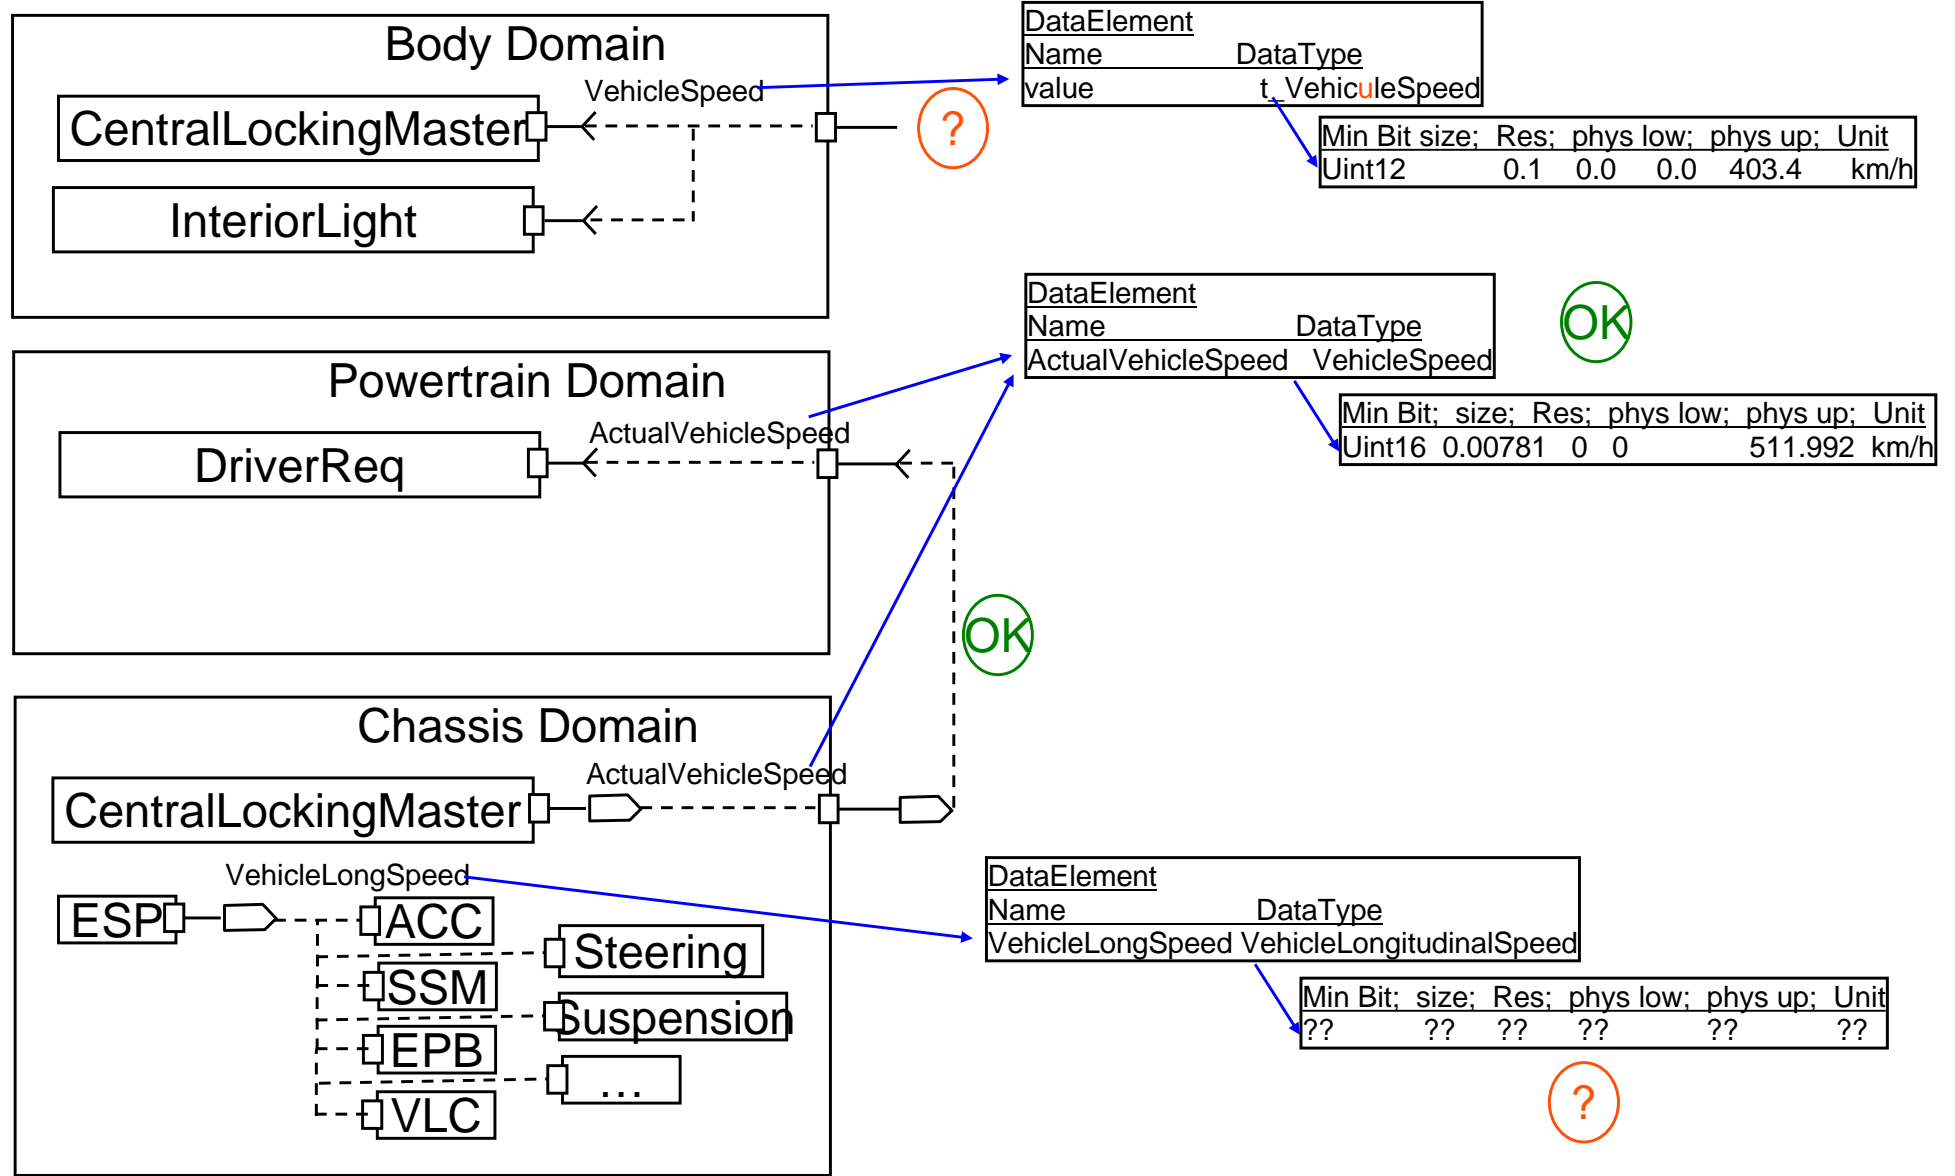 Body Domain
VehicleSpeed
CentralLockingMaster
InteriorLight
?
DataElement
Name DataType
value t_VehiculeSpeed
Min Bit size; Res; phys low; phys up; Unit
Uint12 0.1 0.0 0.0 403.4 km/h
Powertrain Domain
ActualVehicleSpeed
DriverReq
DataElement
Name DataType
ActualVehicleSpeed VehicleSpeed
OK
Min Bit; size; Res; phys low; phys up; Unit
Uint16 0.00781 0 0 511.992 km/h
OK
Chassis Domain
ActualVehicleSpeed
CentralLockingMaster
VehicleLongSpeed
ESP
ACC
Steering
SSM
Suspension
EPB
...
VLC
DataElement
Name DataType
VehicleLongSpeed VehicleLongitudinalSpeed
Min Bit; size; Res; phys low; phys up; Unit
?? ?? ?? ?? ?? ??
?